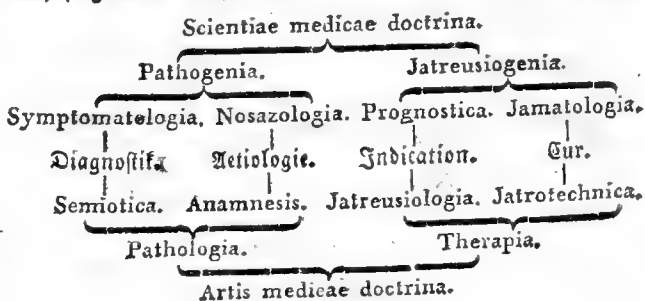 Scientiae medicae doctrina.
Pathogenia. Jatreusiogenia.
Symptomatologia. Nosazologia. Prognostica. Jamatologia.
Diagnostik. Aetiologie. Indication. Cur.
Semiotica. Anamnesis. Jatreusiologia. Jatrotechnica.
Pathologia. Therapia.
Artis medicae doctrina.